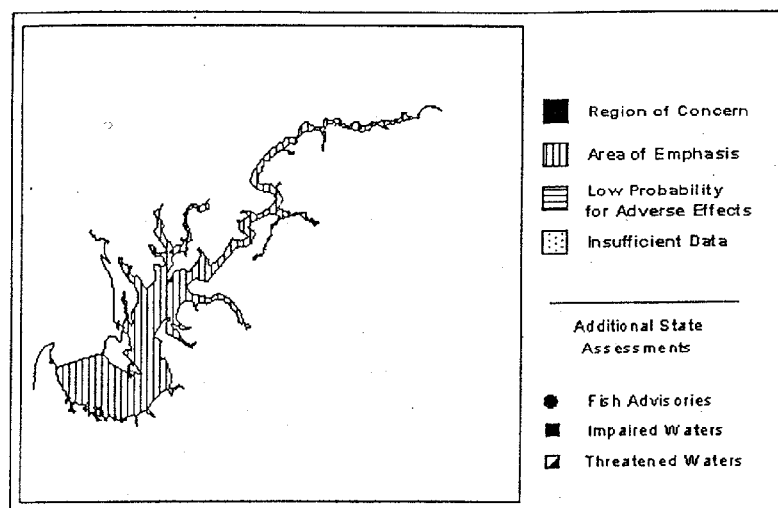 Region of Concern
Area of Emphasis
Low Probability
for Adverse Effects
Insufficient Data
Additional State
Assessments
Fish Advisories
Impaired Waters
Threatened Waters